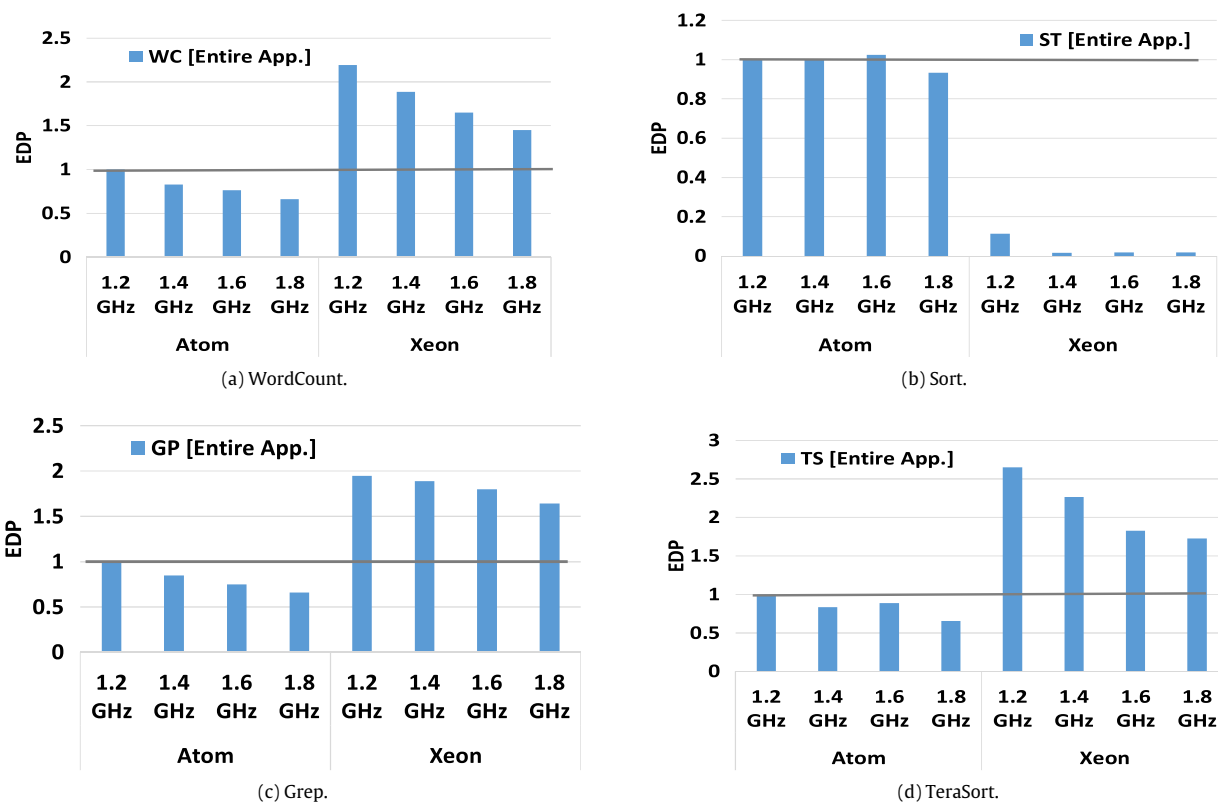 2.5
WC [Entire App.]
2
1.5
EDP
1
0.5
0
1.2 1.4 1.6 1.8 1.2 1.4 1.6 1.8
GHz GHz GHz GHz GHz GHz GHz GHz
Atom Xeon
(a) WordCount.
1.2
ST [Entire App.]
1
0.8
EDP
0.6
0.4
0.2
0
1.2 1.4 1.6 1.8 1.2 1.4 1.6 1.8
GHz GHz GHz GHz GHz GHz GHz GHz
Atom Xeon
(b) Sort.
2.5
GP [Entire App.]
2
1.5
EDP
1
0.5
0
1.2 1.4 1.6 1.8 1.2 1.4 1.6 1.8
GHz GHz GHz GHz GHz GHz GHz GHz
Atom Xeon
(c) Grep.
3
TS [Entire App.]
2.5
2
EDP
1.5
1
0.5
0
1.2 1.4 1.6 1.8 1.2 1.4 1.6 1.8
GHz GHz GHz GHz GHz GHz GHz GHz
Atom Xeon
(d) TeraSort.